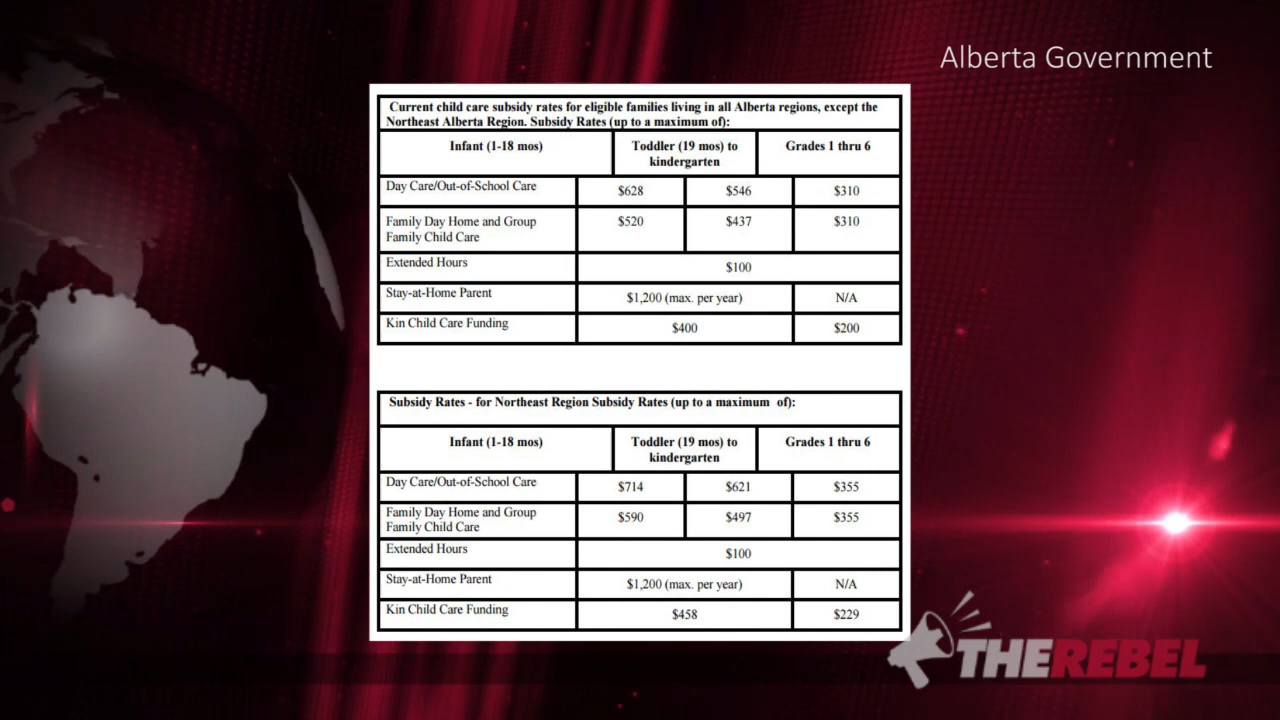 Alberta Government
Current child care subsidy rates for eligible families living in all Alberta regions, except the
Northeast Alberta Region. Subsidy Rates (up to a maximum of):
Infant (1-18 mos)
Toddler (19 mos) to
kindergarten
Grades 1 thru 6
Day Care/Out-of-School Care
$628
$546
$310
Family Day Home and Group
Family Child Care
$520
$437
$310
Extended Hours
$100
Stay-at-Home Parent
$1,200 (max. per year)
N/A
Kin Child Care Funding
$400
$200
Subsidy Rates - for Northeast Region Subsidy Rates (up to a maximum of):
Infant (1-18 mos)
Toddler (19 mos) to
kindergarten
Grades 1 thru 6
Day Care/Out-of-School Care
$714
$621
$355
Family Day Home and Group
Family Child Care
$590
$497
$355
Extended Hours
$100
Stay-at-Home Parent
$1,200 (max. per year)
N/A
Kin Child Care Funding
$458
$229
THEREBEL